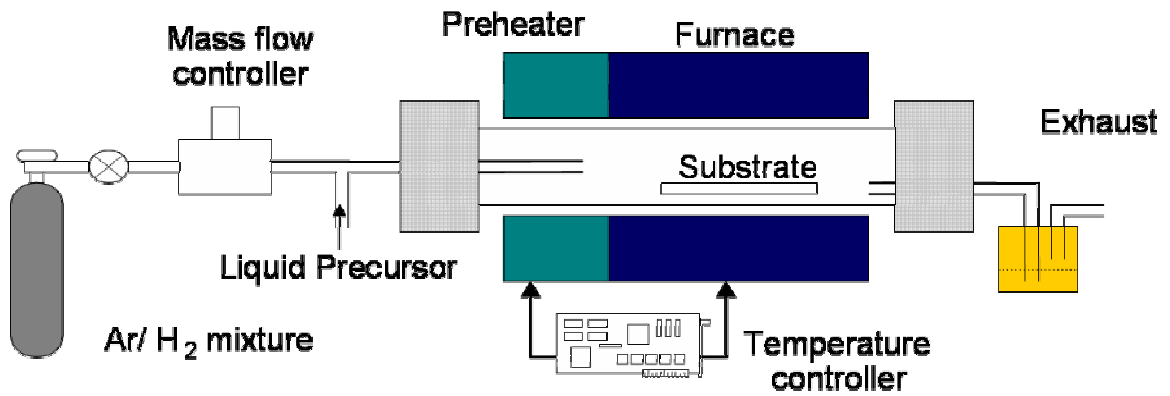 Preheater
Furnace
Mass flow
controller
Exhaust
Substrate
Liquid Precursor
Ar/ H2 mixture
Temperature
controller